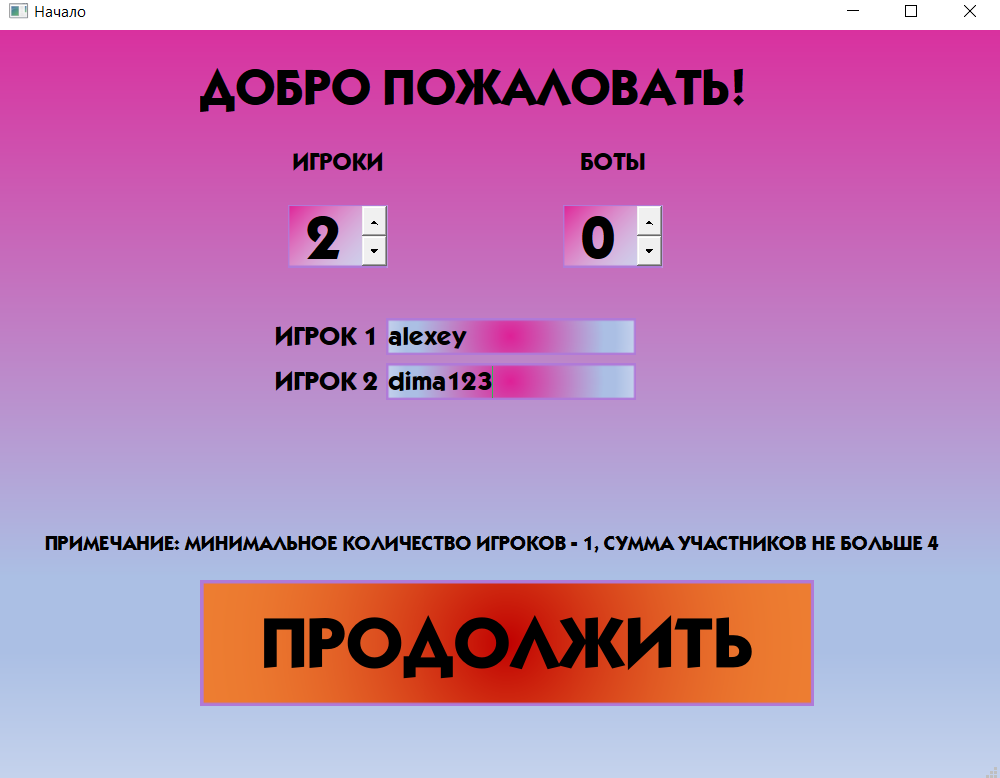 Начало
ДОБРО ПОЖАЛОВАТЬ!
ИГРОКИ БОТЫ
2 0
ИГРОК 1 alexey
ИГРОК 2 dima123
ПРИМЕЧАНИЕ: МИНИМАЛЬНОЕ КОЛИЧЕСТВО ИГРОКОВ - 1, СУММА УЧАСТНИКОВ НЕ БОЛЬШЕ 4
ПРОДОЛЖИТЬ